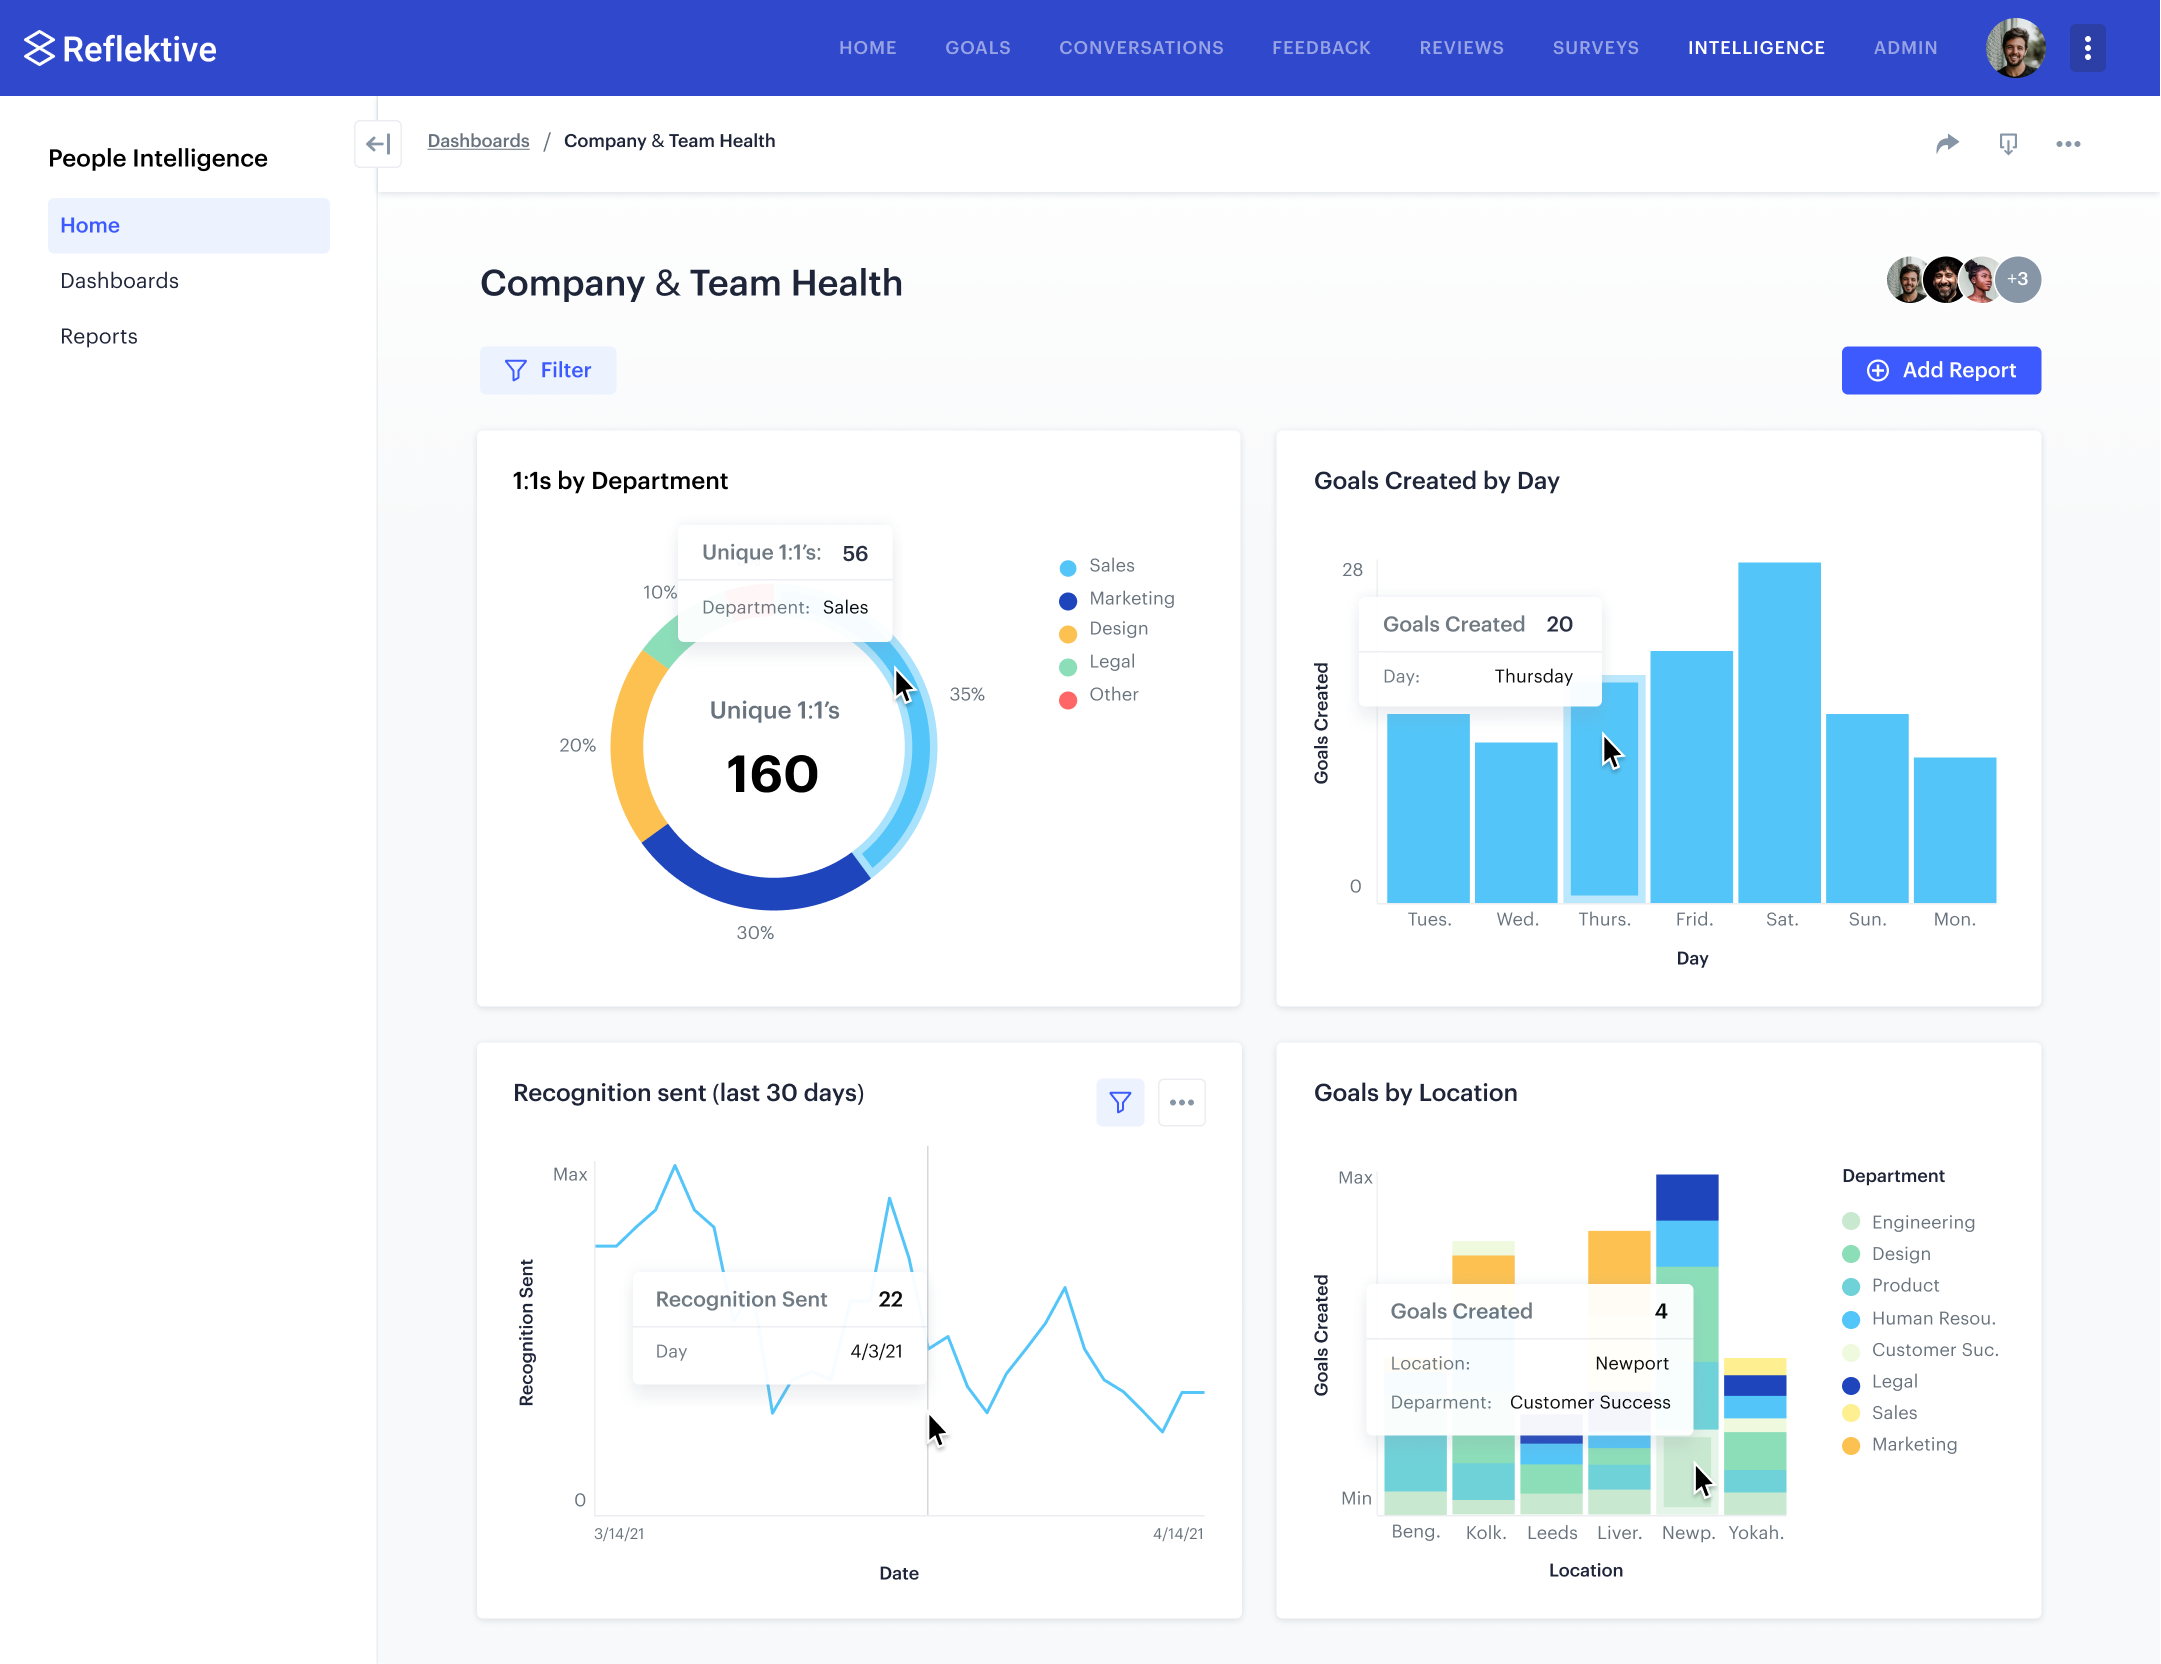 Reflektive
HOME GOALS CONVERSATIONS FEEDBACK REVIEWS SURVEYS INTELLIGENCE ADMIN
People Intelligence
Home
Dashboards
Reports
Dashboards / Company & Team Health
Company & Team Health
+3
Filter
Add Report
1:1s by Department
Unique 1:1's: 56
Department: Sales
10%
35%
20%
30%
Unique 1:1's
160
Sales
Marketing
Design
Legal
Other
Goals Created by Day
28
0
Goals Created
Goals Created 20
Day: Thursday
Tues. Wed. Thurs. Frid. Sat. Sun. Mon.
Day
Recognition sent (last 30 days)
Max
0
Recognition Sent
Recognition Sent 22
Day 4/3/21
3/14/21 4/14/21
Date
Goals by Location
Max
Min
Goals Created
Goals Created 4
Location: Newport
Deparment: Customer Success
Beng. Kolk. Leeds Liver. Newp. Yokah.
Location
Department
Engineering
Design
Product
Human Resou.
Customer Suc.
Legal
Sales
Marketing